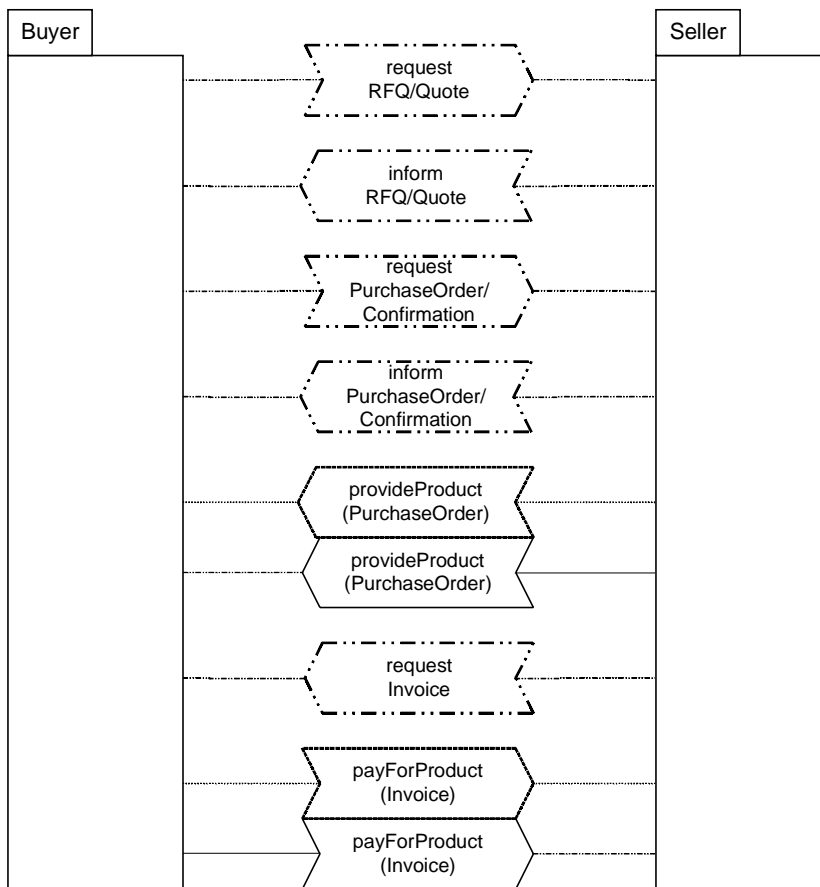 Buyer
Seller
request
RFQ/Quote
inform
RFQ/Quote
request
PurchaseOrder/
Confirmation
inform
PurchaseOrder/
Confirmation
provideProduct
(PurchaseOrder)
provideProduct
(PurchaseOrder)
request
Invoice
payForProduct
(Invoice)
payForProduct
(Invoice)